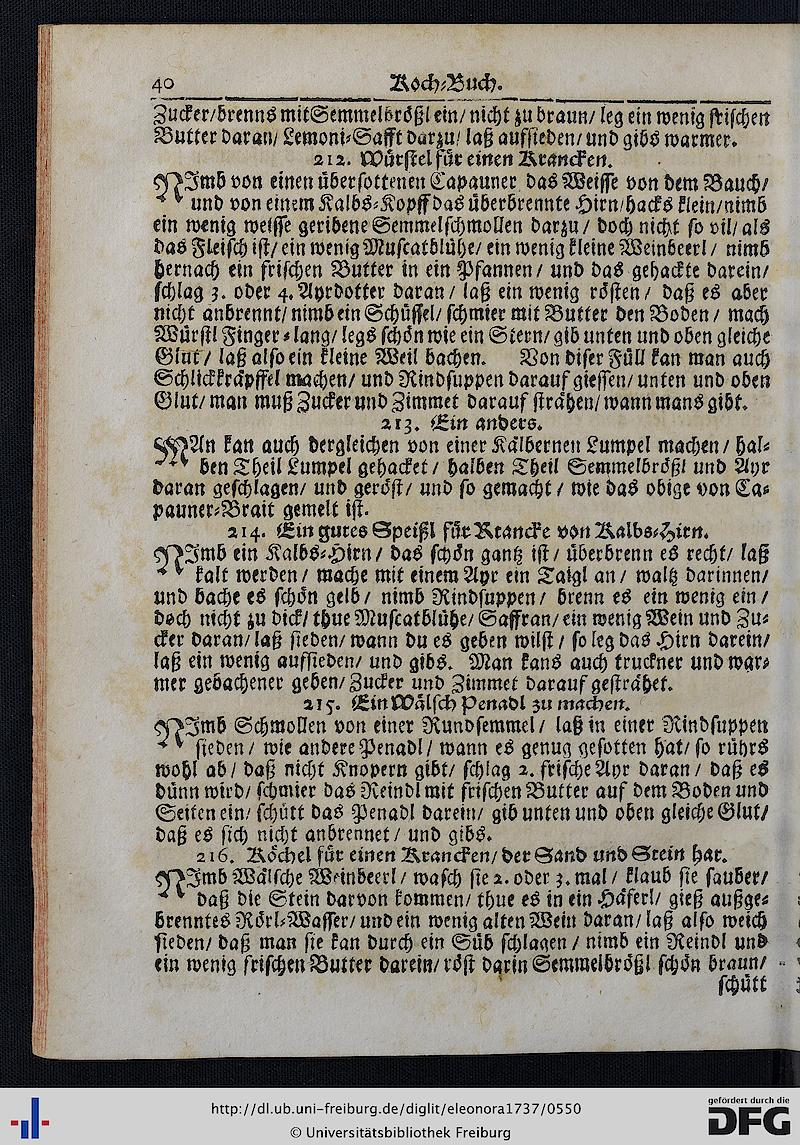 40 Koch-Buch.
Zucker/ brenns mit Semmelbrößl ein/ nicht zu braun/ leg ein wenig frischen
Butter daran/ Lemoni-Safft darzu/ laß aufsieden/ und gibs warmer.
212. Würstel für einen Krancken.
NImb von einen übersottenen Capauner das Weisse von dem Bauch/
und von einem Kalbs-Kopff das überbrennte Hirn/ hacks klein/ nimb
ein wenig weisse geribene Semmelschmollen darzu/ doch nicht so vil/ als
das Fleisch ist/ ein wenig Muscatblühe/ ein wenig kleine Weinbeerl/ nimb
hernach ein frischen Butter in ein Pfannen/ und das gehackte darein/
schlag 3. oder 4. Ayrdotter daran/ laß ein wenig rösten/ daß es aber
nicht anbrennt/ nimb ein Schüssel/ schmier mit Butter den Boden/ mach
Würstl Finger-lang/ legs schön wie ein Stern/ gib unten und oben gleiche
Glut/ laß also ein kleine Weil bachen. Von diser Füll kan man auch
Schlickkräpffel machen/ und Rindsuppen darauf giessen/ unten und oben
Glut/ man muß Zucker und Zimmet darauf strähen/ wann mans gibt.
213. Ein anders.
MAn kan auch dergleichen von einer Kälbernen Lumpel machen/ hal-
ben Theil Lumpel gehacket/ halben Theil Semmelbrößl und Ayr
daran geschlagen/ und geröst/ und so gemacht/ wie das obige von Ca-
pauner-Brait gemelt ist.
214. Ein gutes Speißl für Krancke von Kalbs-Hirn.
NImb ein Kalbs-Hirn/ das schön gantz ist/ überbrenn es recht/ laß
kalt werden/ mache mit einem Ayr ein Taigl an/ waltz darinnen/
und bache es schön gelb/ nimb Rindsuppen/ brenn es ein wenig ein/
doch nicht zu dick/ thue Muscatblühe/ Saffran/ ein wenig Wein und Zu-
cker daran/ laß sieden/ wann du es geben wilst/ so leg das Hirn darein/
laß ein wenig aufsieden/ und gibs. Man kans auch truckner und war-
mer gebachener geben/ Zucker und Zimmet darauf gesträhet.
215. Ein Wälsch Penadl zu machen.
NImb Schmollen von einer Rundsemmel/ laß in einer Rindsuppen
sieden/ wie andere Penadl/ wann es genug gesotten hat/ so rührs
wohl ab/ daß nicht Knopern gibt/ schlag 2. frische Ayr daran/ daß es
dünn wird/ schmier das Reindl mit frischen Butter auf dem Boden und
Seiten ein/ schütt das Penadl darein/ gib unten und oben gleiche Glut/
daß es sich nicht anbrennet/ und gibs.
216. Köchel für einen Krancken/ der Sand und Stein hat.
NImb Wälsche Weinbeerl/ wasch sie 2. oder 3. mal/ klaub sie sauber/
daß die Stein darvon kommen/ thue es in ein Häferl/ gieß außge-
brenntes Rörl-Wasser/ und ein wenig alten Wein daran/ laß also weich
sieden/ daß man sie kan durch ein Süb schlagen/ nimb ein Reindl und
ein wenig frischen Butter darein/ röst darin Semmelbrößl schön braun/
schütt
http://dl.ub.uni-freiburg.de/diglit/eleonora1737/0550
© Universitätsbibliothek Freiburg
gefördert durch die
DFG